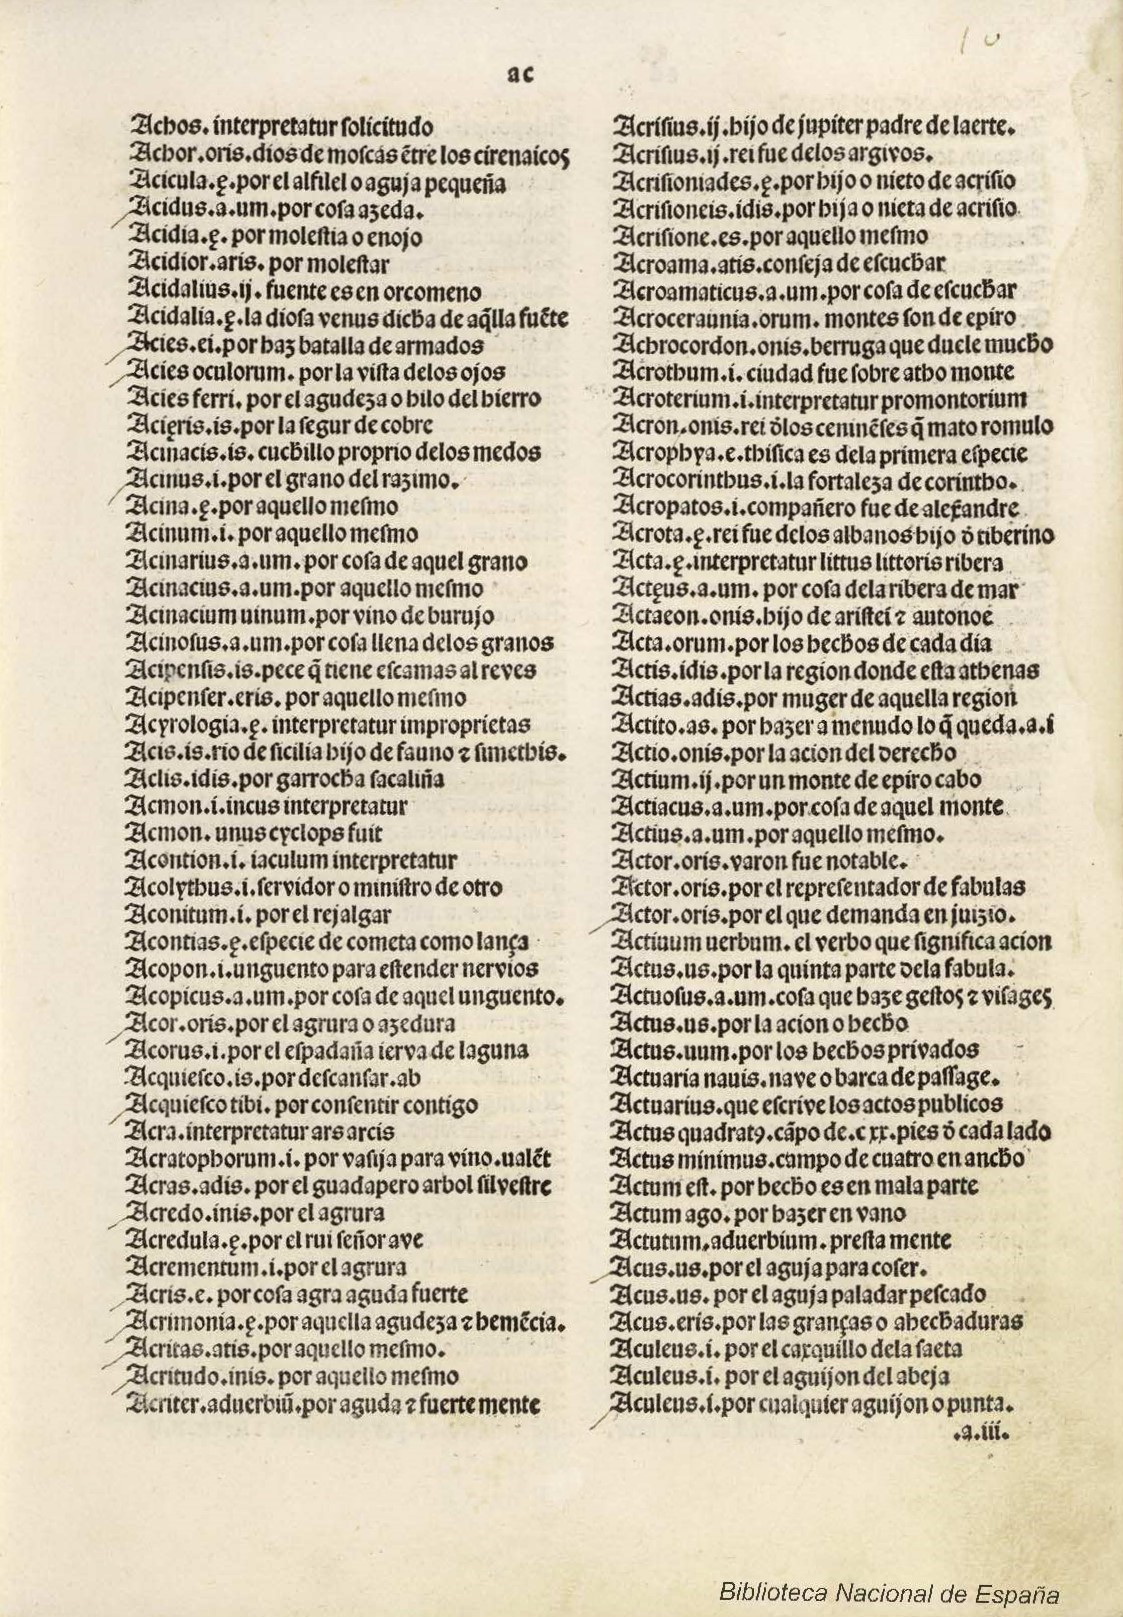 10
ac
Achos. interpretatur ſolicitudo
Achor.oris.dios de moſcas ẽtre los cirenaicos
Acicula.ę.por el alfilel o aguja pequeña
Acidus.a.um.por coſa azeda.
Acidia.ę. por moleſtia o enojo
Acidior.aris. por moleſtar
Acidalius.ij. fuente es en orcomeno
Acidalia.ę.la dioſa venus dicha de aq̃lla fuẽte
Acies.ei.por haz batalla de armados
Acies oculorum. por la viſta delos ojos
Acies ferri. por el agudeza o hilo del hierro
Acięris.is.por la ſegur de cobre
Acinacis.is. cuchillo proprio delos medos
Acinus.i.por el grano del razimo.
Acina.ę.por aquello meſmo
Acinum.i. por aquello meſmo
Acinarius.a.um. por coſa de aquel grano
Acinacius.a.um.por aquello meſmo
Acinacium uinum.por vino de burujo
Acinoſus.a.um.por coſa llena delos granos
Acipenſis.is.pece q̃ tiene eſcamas al reves
Acipenſer.eris. por aquello meſmo
Acyrologia.ę. interpretatur improprietas
Acis.is.rio de ſicilia hijo de fauno ⁊ ſimethis.
Aclis.idis.por garrocha ſacaliña
Acmon.i.incus interpretatur
Acmon. unus cyclops fuit
Acontion.i. iaculum interpretatur
Acolythus.i.ſervidor o miniſtro de otro
Aconitum.i. por el rejalgar
Acontias.ę.eſpecie de cometa como lança
Acopon.i.unguento para eſtender nervios
Acopicus.a.um.por coſa de aquel unguento.
Acor.oris.por el agrura o azedura
Acorus.i.por el eſpadaña ierva de laguna
Acquieſco.is.por deſcanſar.ab
Acquieſco tibi. por conſentir contigo
Acra.interpretatur ars arcis
Acratophorum.i. por vaſija para vino.ualẽt
Acras.adis. por el guadapero arbol ſilveſtre
Acredo.inis.por el agrura
Acredula.ę.por el rui ſeñor ave
Acrementum.i.por el agrura
Acris.e. por coſa agra aguda fuerte
Acrimonia.ę.por aquella agudeza ⁊ hemẽcia.
Acritas.atis.por aquello meſmo.
Acritudo.inis. por aquello meſmo
Acriter.aduerbiũ.por aguda ⁊ fuerte mente
Acriſius.ij.hijo de jupiter padre de laerte.
Acriſius.ij.rei fue delos argivos.
Acriſioniades.ę.por hijo o nieto de acriſio
Acriſioneis.idis.por hija o nieta de acriſio
Acriſione.es.por aquello meſmo
Acroama.atis.conſeja de eſcuchar
Acroamaticus.a.um.por coſa de eſcuchar
Acroceraunia.orum. montes ſon de epiro
Achrocordon.onis.berruga que duele mucho
Acrothum.i. ciudad fue ſobre atho monte
Acroterium.i.interpretatur promontorium
Acron.onis.rei d̃los ceninẽſes q̃ mato romulo
Acrophya.e.thiſica es dela primera eſpecie
Acrocorinthus.i.la fortaleza de corintho.
Acropatos.i.compañero fue de alexandre
Acrota.ę.rei fue delos albanos hijo d̃ tiberino
Acta.ę.interpretatur littus littoris ribera
Actęus.a.um. por coſa dela ribera de mar
Actaeon.onis.hijo de ariſtei ⁊ autonoe
Acta.orum.por los hechos de cada dia
Actis.idis.por la region donde eſta athenas
Actias.adis.por muger de aquella region
Actito.as. por hazer a menudo lo q̃ queda.a.i
Actio.onis.por la acion del derecho
Actium.ij.por un monte de epiro cabo
Actiacus.a.um.por coſa de aquel monte
Actius.a.um.por aquello meſmo.
Actor.oris.varon fue notable.
Actor.oris.por el repreſentador de fabulas
Actor.oris.por el que demanda en juizio.
Actiuum uerbum. el verbo que ſignifica acion
Actus.us.por la quinta parte dela fabula.
Actuoſus.a.um.coſa que haze geſtos ⁊ viſages
Actus.us.por la acion o hecho
Actus.uum.por los hechos privados
Actuaria nauis.nave o barca de paſſage.
Actuarius.que eſcrive los actos publicos
Actus quadratꝰ.cãpo de.cxx.pies d̃ cada lado
Actus minimus.campo de cuatro en ancho
Actum eſt. por hecho es en mala parte
Actum ago. por hazer en vano
Actutum.aduerbium. preſta mente
Acus.us.por el aguja para coſer.
Acus.us. por el aguja paladar peſcado
Acus.eris.por las granças o ahechaduras
Aculeus.i. por el caxquillo dela ſaeta
Aculeus.i. por el aguijon del abeja
Aculeus.i.por cualquier aguijon o punta.
.a.iii.
Biblioteca Nacional de España